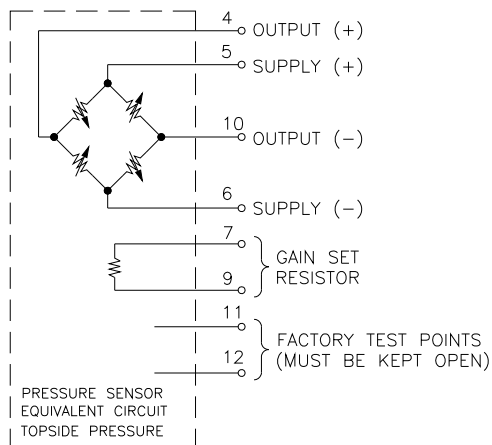 4
OUTPUT (+)
5
SUPPLY (+)
10
OUTPUT (-)
6
SUPPLY (-)
7
GAIN SET
RESISTOR
9
11
FACTORY TEST POINTS
(MUST BE KEPT OPEN)
12
PRESSURE SENSOR
EQUIVALENT CIRCUIT
TOPSIDE PRESSURE